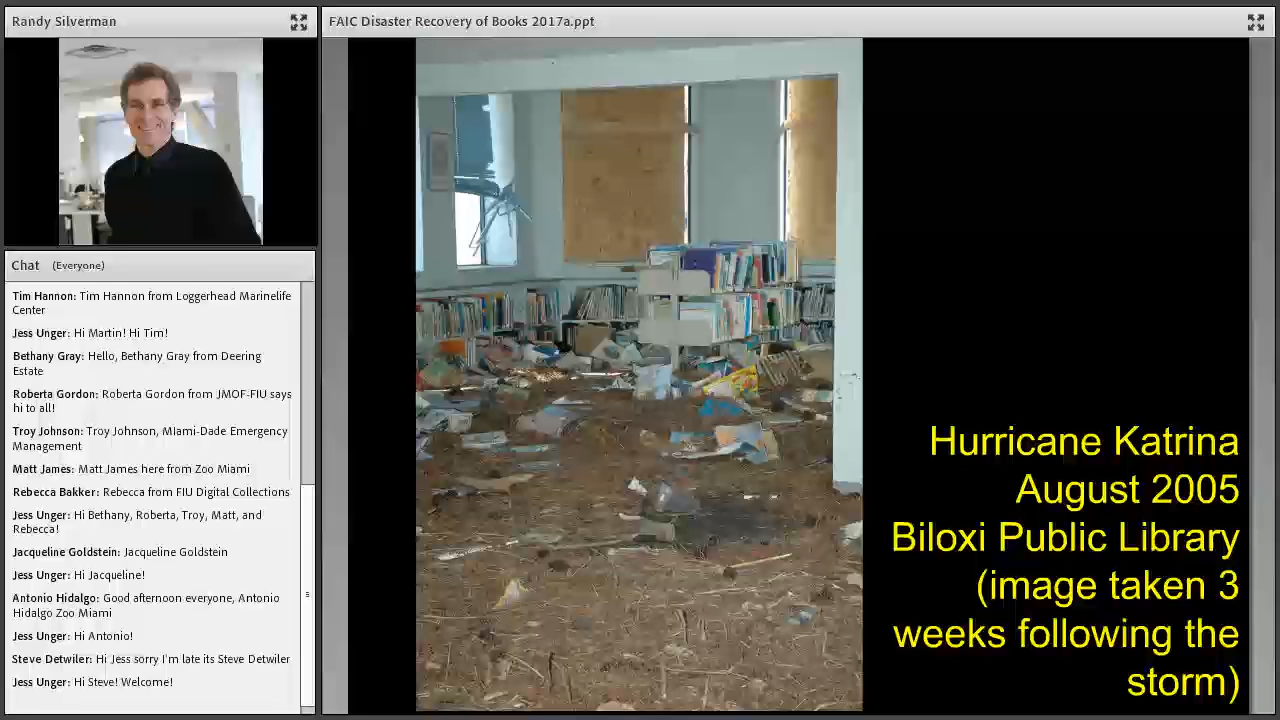 Randy Silverman
FAIC Disaster Recovery of Books 2017a.ppt
Chat (Everyone)
Tim Hannon: Tim Hannon from Loggerhead Marinelife
Center
Jess Unger: Hi Martin! Hi Tim!
Bethany Gray: Hello, Bethany Gray from Deering
Estate
Roberta Gordon: Roberta Gordon from JMOF-FIU says
hi to all!
Troy Johnson: Troy Johnson, MIami-Dade Emergency
Management
Matt James: Matt James here from Zoo Miami
Rebecca Bakker: Rebecca from FIU Digital Collections
Jess Unger: Hi Bethany, Roberta, Troy, Matt, and
Rebecca!
Jacqueline Goldstein: Jacqueline Goldstein
Jess Unger: Hi Jacqueline!
Antonio Hidalgo: Good afternoon everyone, Antonio
Hidalgo Zoo Miami
Jess Unger: Hi Antonio!
Steve Detwiler: Hi Jess sorry I'm late its Steve Detwiler
Jess Unger: Hi Steve! Welcome!
Hurricane Katrina
August 2005
Biloxi Public Library
(image taken 3
weeks following the
storm)